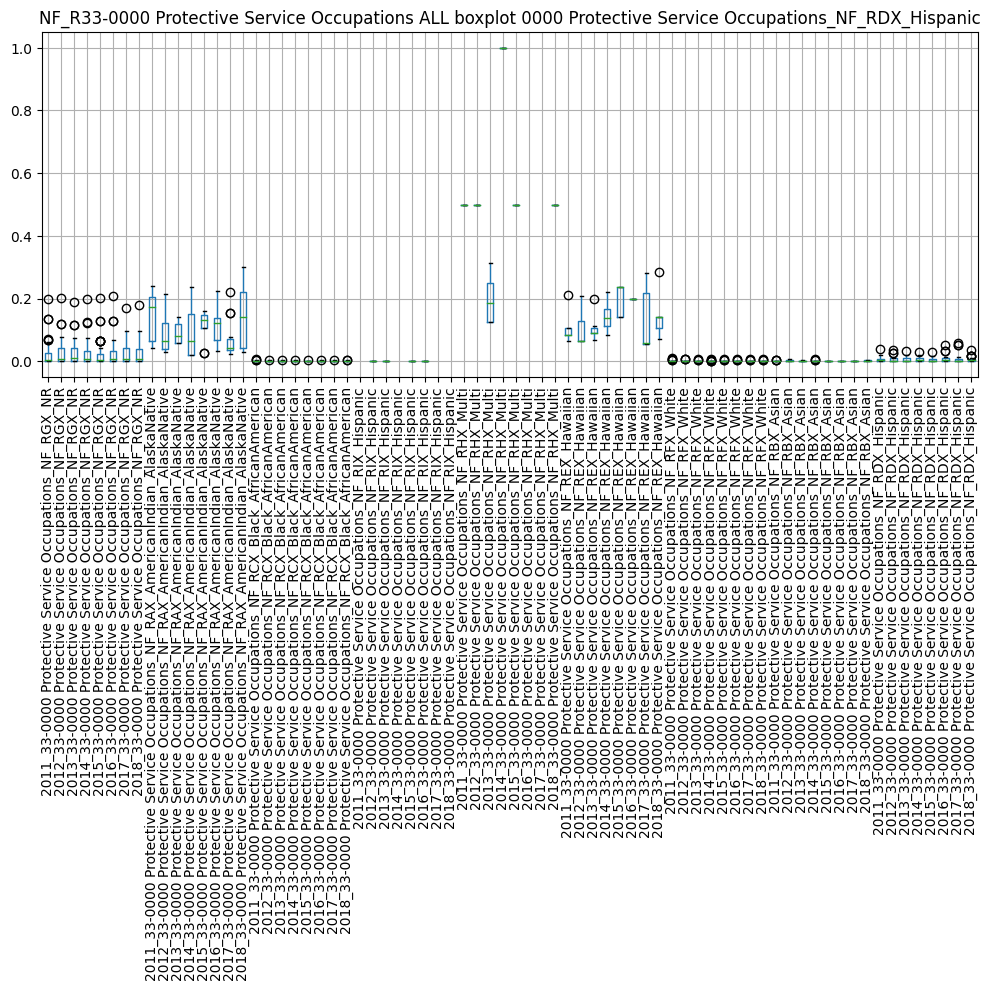 NF_R33-0000 Protective Service Occupations ALL boxplot 0000 Protective Service Occupations_NF_RDX_Hispanic
1.0
0.8
0.6
0.4
0.2
0.0
2011_33-0000 Protective Service Occupations_NF_RGX_NR
2012_33-0000 Protective Service Occupations_NF_RGX_NR
2013_33-0000 Protective Service Occupations_NF_RGX_NR
2014_33-0000 Protective Service Occupations_NF_RGX_NR
2015_33-0000 Protective Service Occupations_NF_RGX_NR
2016_33-0000 Protective Service Occupations_NF_RGX_NR
2017_33-0000 Protective Service Occupations_NF_RGX_NR
2018_33-0000 Protective Service Occupations_NF_RGX_NR
2011_33-0000 Protective Service Occupations_NF_RAX_AmericanIndian_AlaskaNative
2012_33-0000 Protective Service Occupations_NF_RAX_AmericanIndian_AlaskaNative
2013_33-0000 Protective Service Occupations_NF_RAX_AmericanIndian_AlaskaNative
2014_33-0000 Protective Service Occupations_NF_RAX_AmericanIndian_AlaskaNative
2015_33-0000 Protective Service Occupations_NF_RAX_AmericanIndian_AlaskaNative
2016_33-0000 Protective Service Occupations_NF_RAX_AmericanIndian_AlaskaNative
2017_33-0000 Protective Service Occupations_NF_RAX_AmericanIndian_AlaskaNative
2018_33-0000 Protective Service Occupations_NF_RAX_AmericanIndian_AlaskaNative
2011_33-0000 Protective Service Occupations_NF_RCX_Black_AfricanAmerican
2012_33-0000 Protective Service Occupations_NF_RCX_Black_AfricanAmerican
2013_33-0000 Protective Service Occupations_NF_RCX_Black_AfricanAmerican
2014_33-0000 Protective Service Occupations_NF_RCX_Black_AfricanAmerican
2015_33-0000 Protective Service Occupations_NF_RCX_Black_AfricanAmerican
2016_33-0000 Protective Service Occupations_NF_RCX_Black_AfricanAmerican
2017_33-0000 Protective Service Occupations_NF_RCX_Black_AfricanAmerican
2018_33-0000 Protective Service Occupations_NF_RCX_Black_AfricanAmerican
2011_33-0000 Protective Service Occupations_NF_RIX_Hispanic
2012_33-0000 Protective Service Occupations_NF_RIX_Hispanic
2013_33-0000 Protective Service Occupations_NF_RIX_Hispanic
2014_33-0000 Protective Service Occupations_NF_RIX_Hispanic
2015_33-0000 Protective Service Occupations_NF_RIX_Hispanic
2016_33-0000 Protective Service Occupations_NF_RIX_Hispanic
2017_33-0000 Protective Service Occupations_NF_RIX_Hispanic
2018_33-0000 Protective Service Occupations_NF_RIX_Hispanic
2011_33-0000 Protective Service Occupations_NF_RHX_Multi
2012_33-0000 Protective Service Occupations_NF_RHX_Multi
2013_33-0000 Protective Service Occupations_NF_RHX_Multi
2014_33-0000 Protective Service Occupations_NF_RHX_Multi
2015_33-0000 Protective Service Occupations_NF_RHX_Multi
2016_33-0000 Protective Service Occupations_NF_RHX_Multi
2017_33-0000 Protective Service Occupations_NF_RHX_Multi
2018_33-0000 Protective Service Occupations_NF_RHX_Multi
2011_33-0000 Protective Service Occupations_NF_REX_Hawaiian
2012_33-0000 Protective Service Occupations_NF_REX_Hawaiian
2013_33-0000 Protective Service Occupations_NF_REX_Hawaiian
2014_33-0000 Protective Service Occupations_NF_REX_Hawaiian
2015_33-0000 Protective Service Occupations_NF_REX_Hawaiian
2016_33-0000 Protective Service Occupations_NF_REX_Hawaiian
2017_33-0000 Protective Service Occupations_NF_REX_Hawaiian
2018_33-0000 Protective Service Occupations_NF_REX_Hawaiian
2011_33-0000 Protective Service Occupations_NF_RFX_White
2012_33-0000 Protective Service Occupations_NF_RFX_White
2013_33-0000 Protective Service Occupations_NF_RFX_White
2014_33-0000 Protective Service Occupations_NF_RFX_White
2015_33-0000 Protective Service Occupations_NF_RFX_White
2016_33-0000 Protective Service Occupations_NF_RFX_White
2017_33-0000 Protective Service Occupations_NF_RFX_White
2018_33-0000 Protective Service Occupations_NF_RFX_White
2011_33-0000 Protective Service Occupations_NF_RBX_Asian
2012_33-0000 Protective Service Occupations_NF_RBX_Asian
2013_33-0000 Protective Service Occupations_NF_RBX_Asian
2014_33-0000 Protective Service Occupations_NF_RBX_Asian
2015_33-0000 Protective Service Occupations_NF_RBX_Asian
2016_33-0000 Protective Service Occupations_NF_RBX_Asian
2017_33-0000 Protective Service Occupations_NF_RBX_Asian
2018_33-0000 Protective Service Occupations_NF_RBX_Asian
2011_33-0000 Protective Service Occupations_NF_RDX_Hispanic
2012_33-0000 Protective Service Occupations_NF_RDX_Hispanic
2013_33-0000 Protective Service Occupations_NF_RDX_Hispanic
2014_33-0000 Protective Service Occupations_NF_RDX_Hispanic
2015_33-0000 Protective Service Occupations_NF_RDX_Hispanic
2016_33-0000 Protective Service Occupations_NF_RDX_Hispanic
2017_33-0000 Protective Service Occupations_NF_RDX_Hispanic
2018_33-0000 Protective Service Occupations_NF_RDX_Hispanic